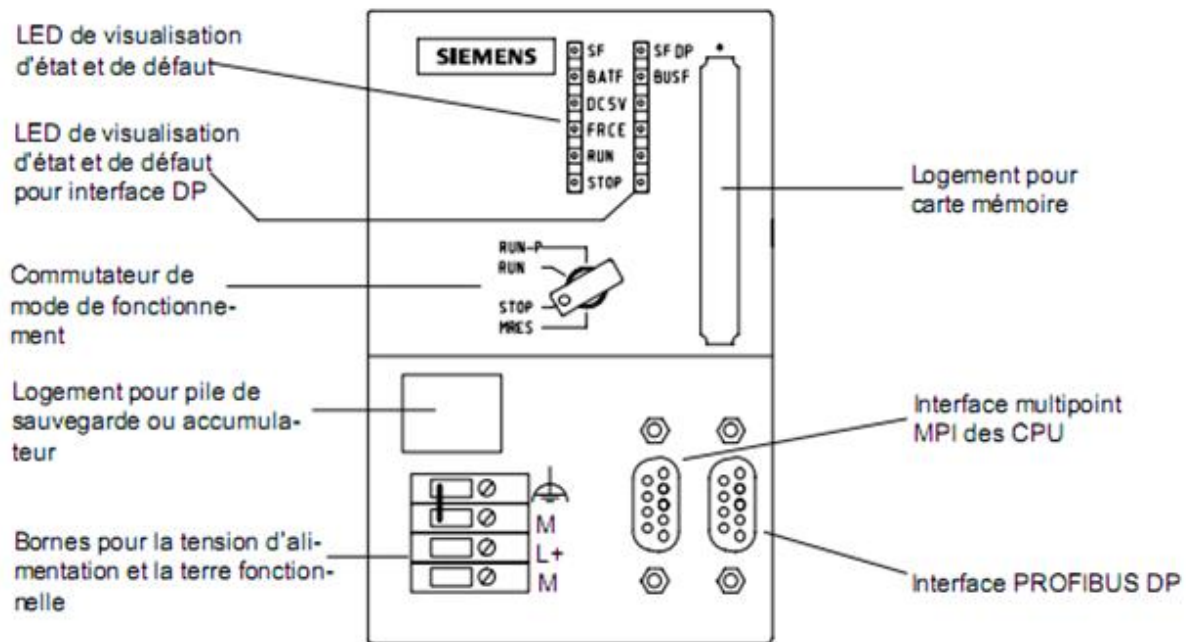 LED de visualisation
d'état et de défaut
LED de visualisation
d'état et de défaut
pour interface DP
Commutateur de
mode de fonctionne-
ment
Logement pour pile de
sauvegarde ou accumula-
teur
Bornes pour la tension d'ali-
mentation et la terre fonction-
nelle
SIEMENS
SF
BATF
DC5V
FRCE
RUN
STOP
SF DP
BUSF
RUN-P
RUN
STOP
MRES
M
L+
M
Logement pour
carte mémoire
Interface multipoint
MPI des CPU
Interface PROFIBUS DP